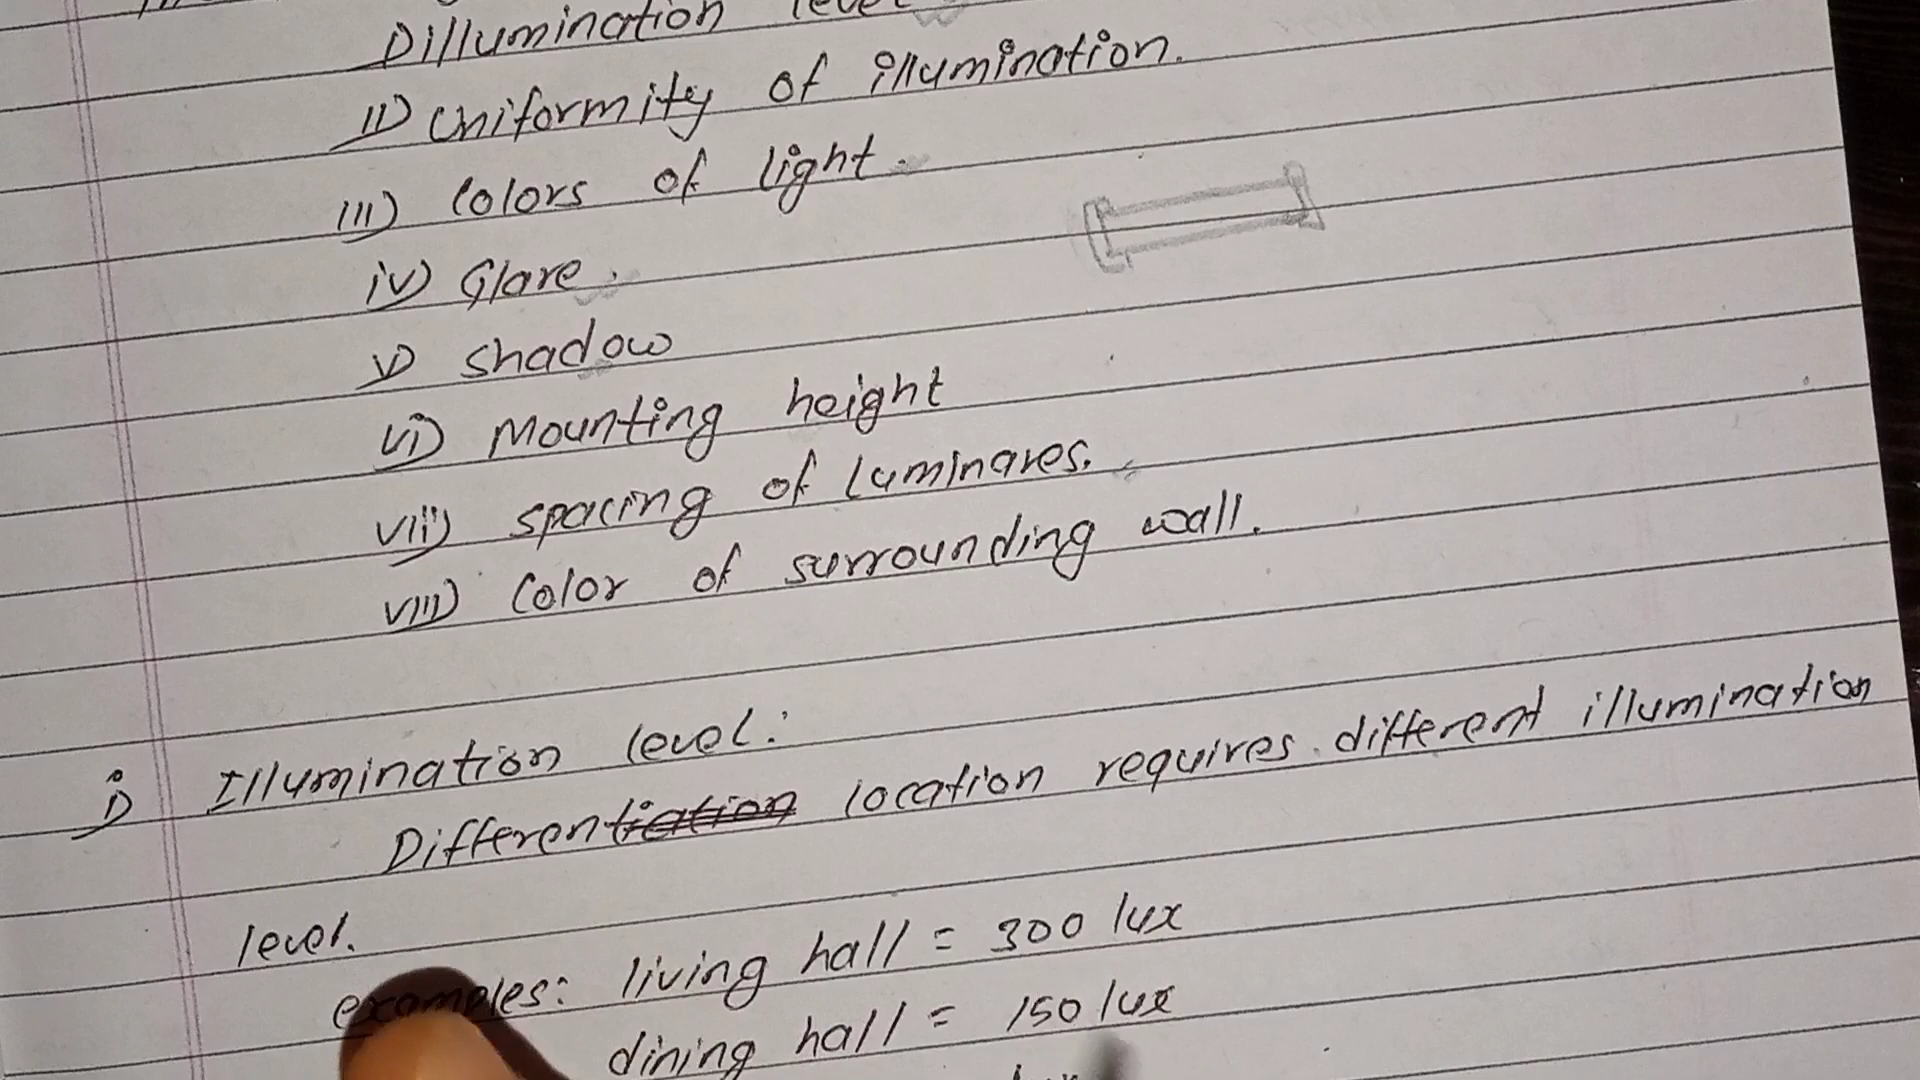 i) illumination level
ii) Uniformity of illumination.
iii) Colors of light.
iv) Glare.
v) shadow
vi) Mounting height
vii) spacing of luminares.
viii) Color of surrounding wall.
i) Illumination level:
Different location requires different illumination
level.
examples: living hall = 300 lux
dining hall = 150 lux